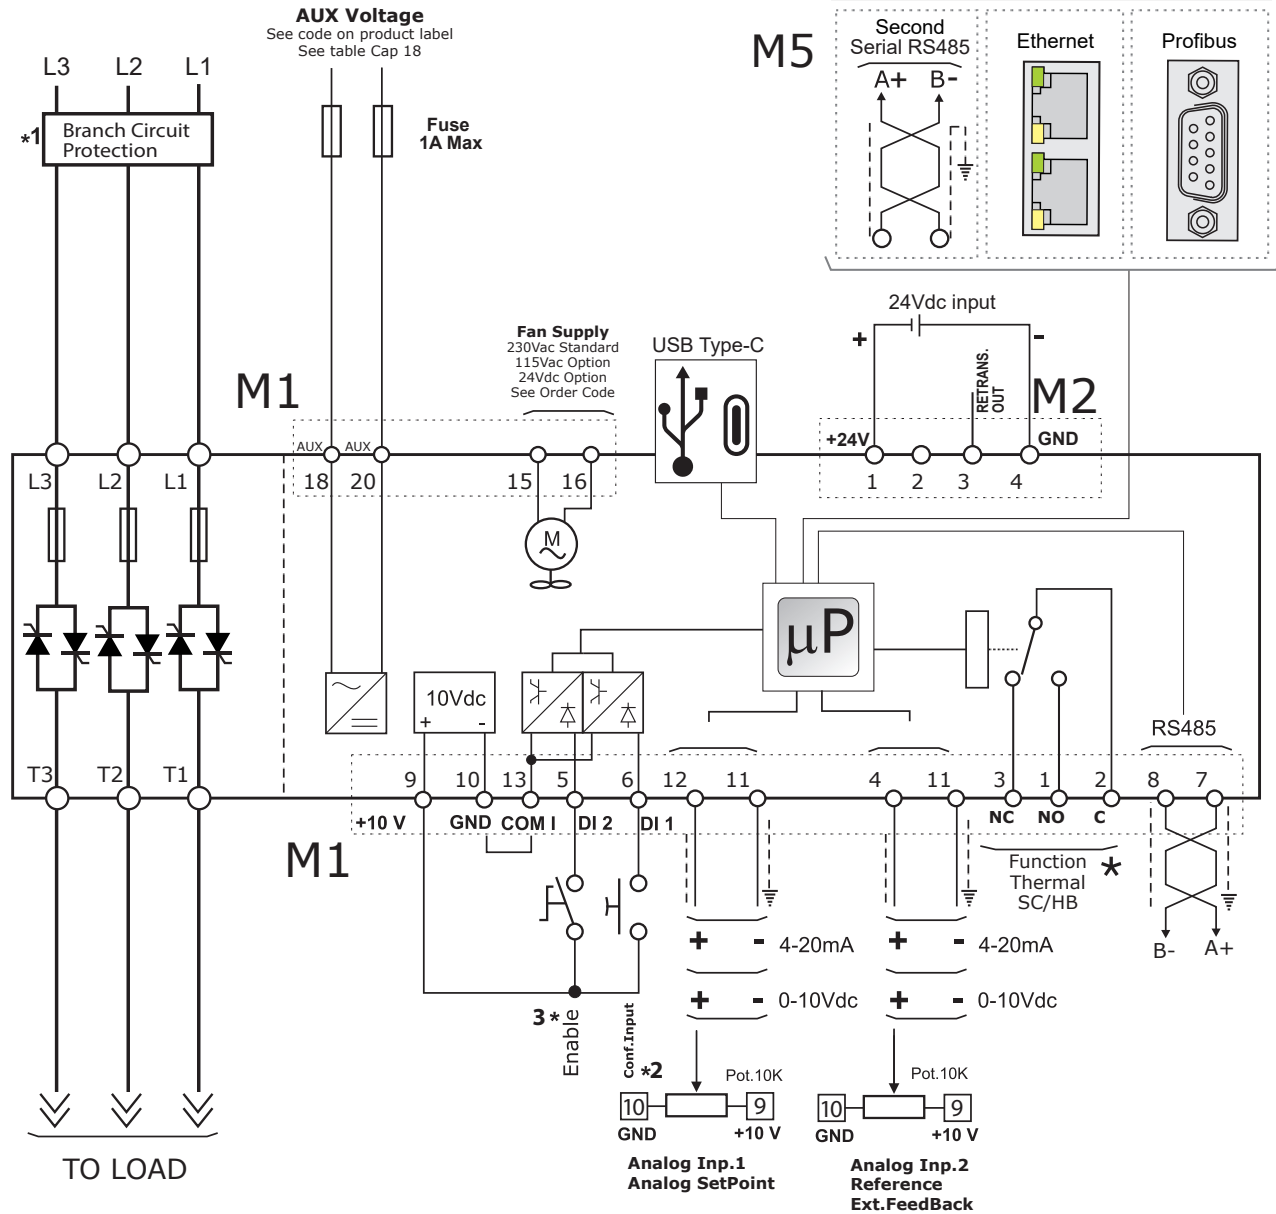 AUX Voltage
See code on product label
See table Cap 18
L3 L2 L1
*1 Branch Circuit
Protection
Fuse
1A Max
M5
Second
Serial RS485
A+ B-
Ethernet
Profibus
24Vdc input
+ -
RETRANS.
OUT
M2
+24V GND
1 2 3 4
Fan Supply
230Vac Standard
115Vac Option
24Vdc Option
See Order Code
USB Type-C
M1
AUX AUX
18 20 15 16
L3 L2 L1
M
µP
10Vdc
+ -
RS485
T3 T2 T1
9 10 13 5 6 12 11 4 11 3 1 2 8 7
+10 V GND COM I DI 2 DI 1 NC NO C
M1
Function
Thermal
SC/HB
*
B- A+
+ - 4-20mA
+ - 4-20mA
+ - 0-10Vdc
+ - 0-10Vdc
3* Enable
Conf.Input *2
Pot.10K
10 9
GND +10 V
Analog Inp.1
Analog SetPoint
Pot.10K
10 9
GND +10 V
Analog Inp.2
Reference
Ext.FeedBack
TO LOAD